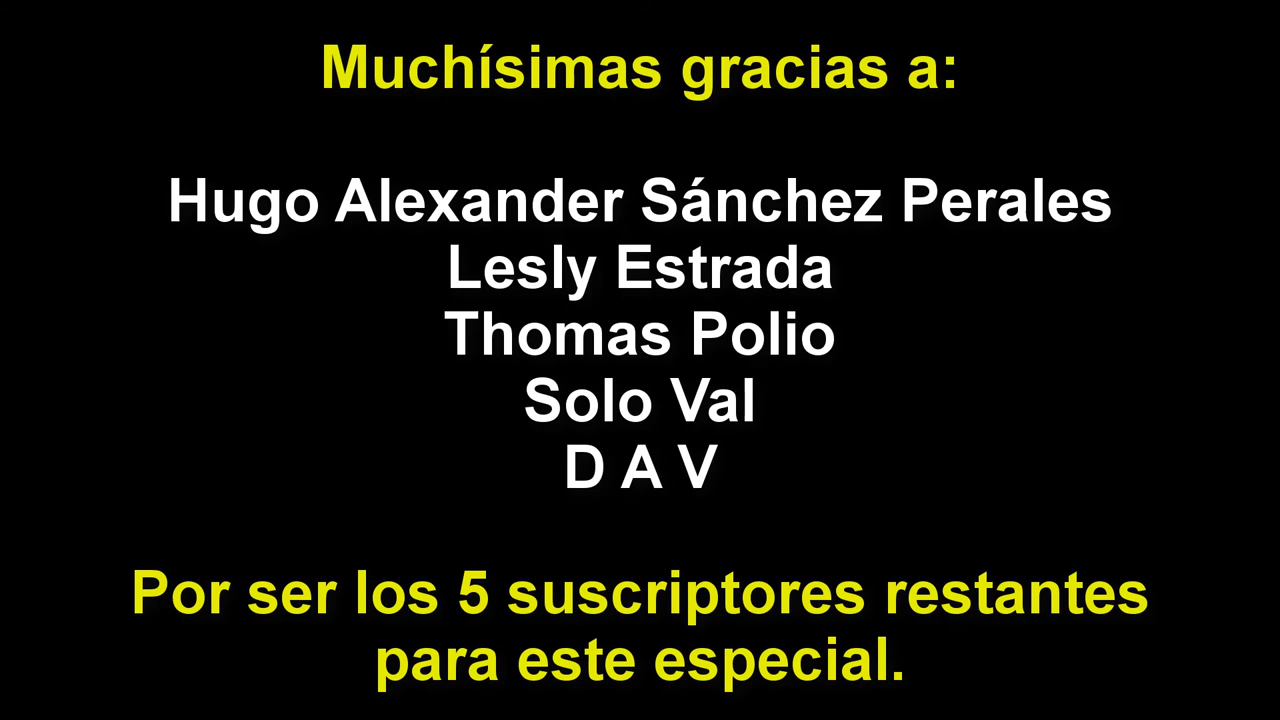 Muchísimas gracias a:
Hugo Alexander Sánchez Perales
Lesly Estrada
Thomas Polio
Solo Val
D A V
Por ser los 5 suscriptores restantes
para este especial.